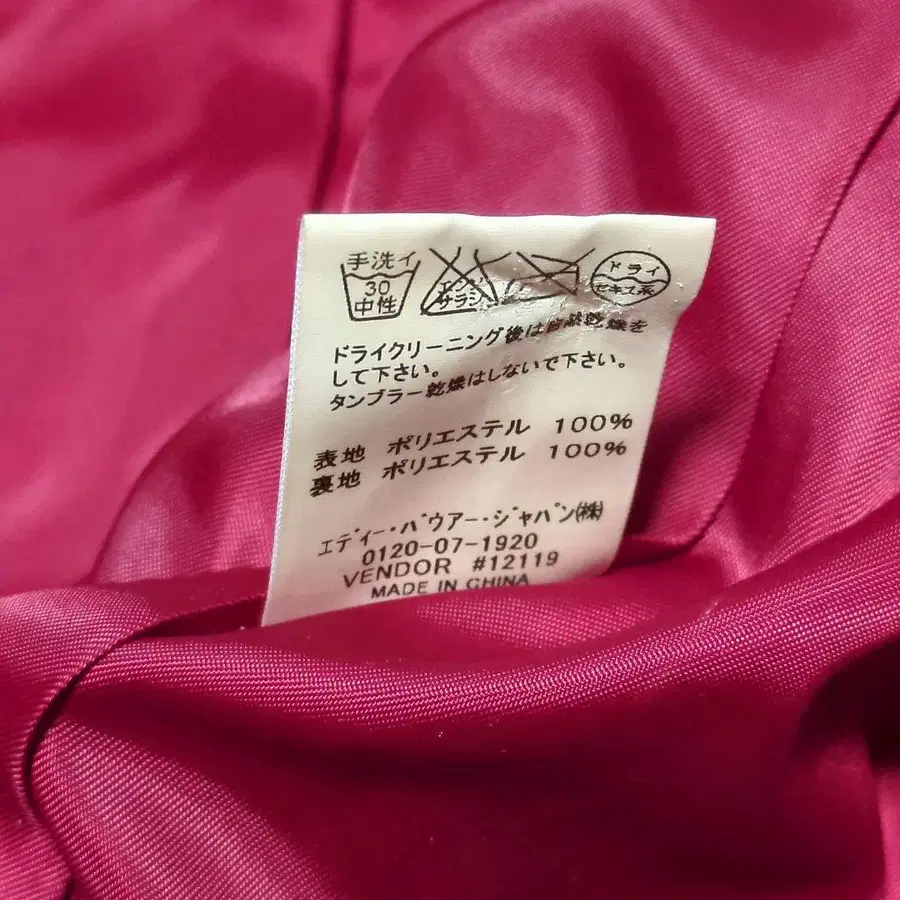 手洗イ
30
中性
エンソ
サラシ
ドライ
セキユ系
ドライクリーニング後は自然乾燥を
して下さい。
タンブラー乾燥はしないで下さい。
表地 ポリエステル 100%
裏地 ポリエステル 100%
エディー・バウアー・ジャパン㈱
0120-07-1920
VENDOR #12119
MADE IN CHINA